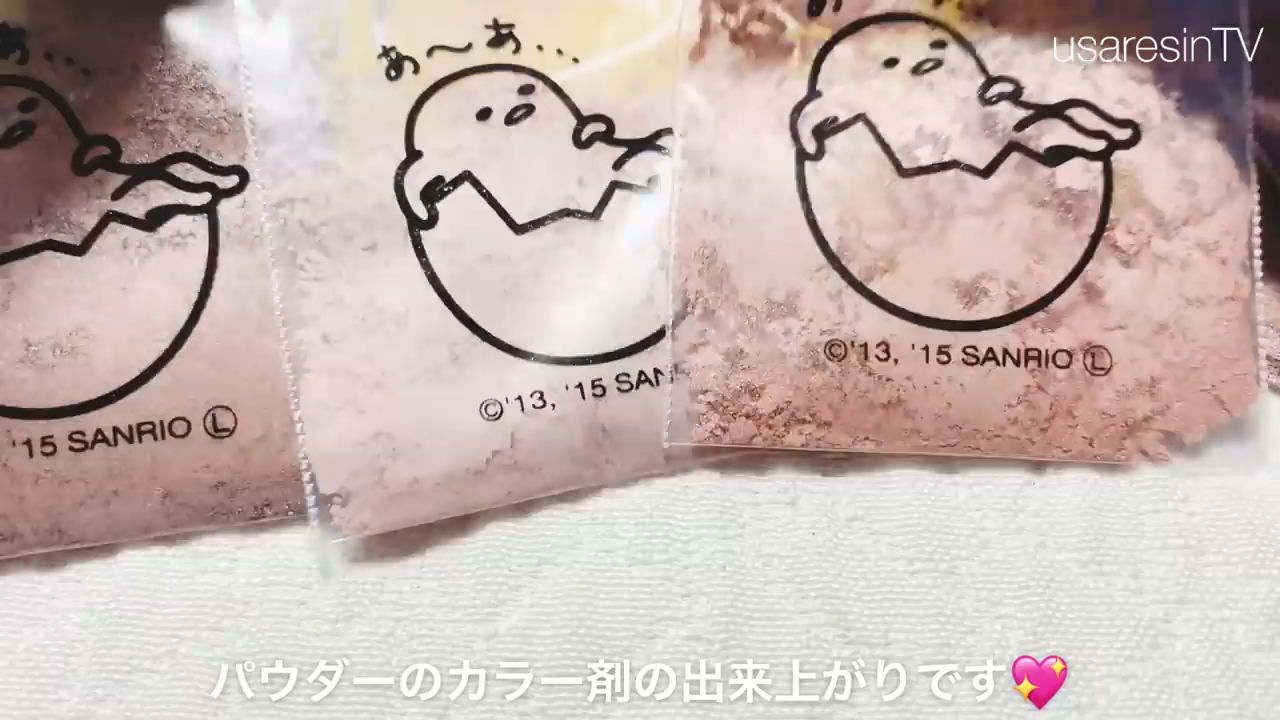 usaresinTV
あ〜あ‥
©'13, '15 SANRIO Ⓛ
©'13, '15 SAN
'15 SANRIO Ⓛ
パウダーのカラー剤の出来上がりです💖